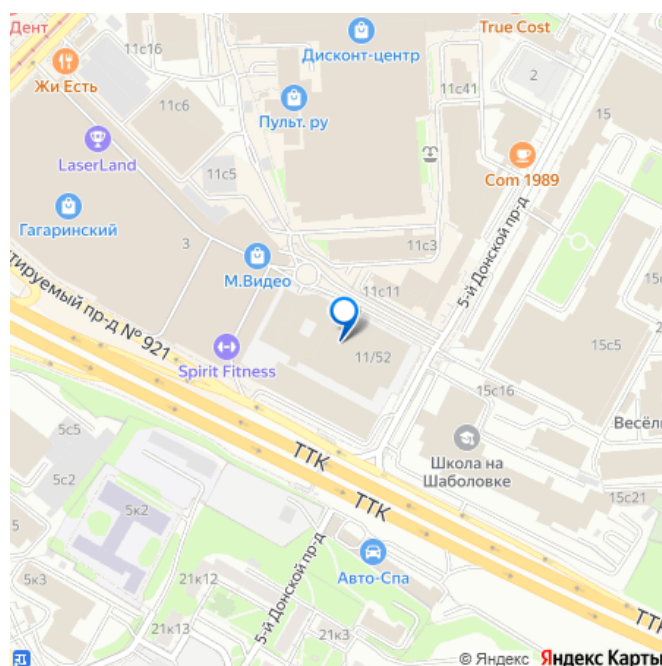 Дент
True Cost
11с16
Дисконт-центр
2
Жи Есть
11с6
11с41
15
Пульт.ру
LaserLand
Com 1989
11с5
Гагаринский
3
11с3
5-й Донской пр-д
М.Видео
11с11
тируемый пр-д № 921
11/52
15с5
Spirit Fitness
15с16
5с5
ТТК
Школа на
Шаболовке
5с2
15с21
5к2
ТТК
5
Авто-Спа
5к3
21к12
5-й Донской пр-д
21к13
21к3
© Яндекс Яндекс Карты